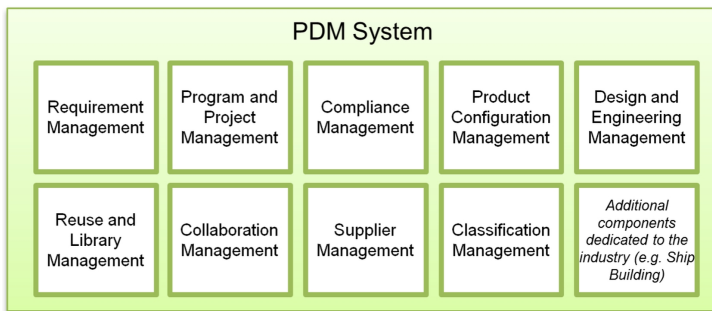 PDM System
Requirement
Management
Program and
Project
Management
Compliance
Management
Product
Configuration
Management
Design and
Engineering
Management
Reuse and
Library
Management
Collaboration
Management
Supplier
Management
Classification
Management
Additional
components
dedicated to the
industry (e.g. Ship
Building)